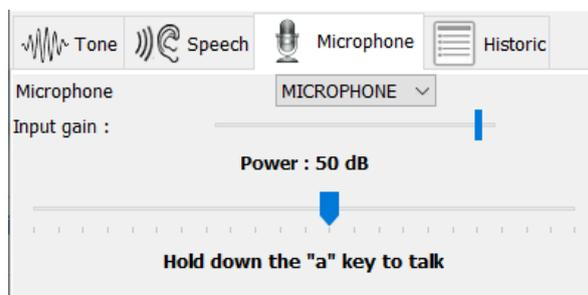 Tone Speech Microphone Historic
Microphone MICROPHONE
Input gain :
Power : 50 dB
Hold down the "a" key to talk